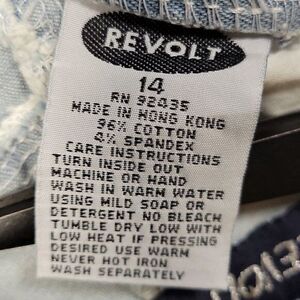 REVOLT
14
RN 92435
MADE IN HONG KONG
96% COTTON
4% SPANDEX
CARE INSTRUCTIONS
TURN INSIDE OUT
MACHINE OR HAND
WASH IN WARM WATER
USING MILD SOAP OR
DETERGENT NO BLEACH
TUMBLE DRY LOW WITH
LOW HEAT IF PRESSING
DESIRED USE WARM
NEVER HOT IRON
WASH SEPARATELY